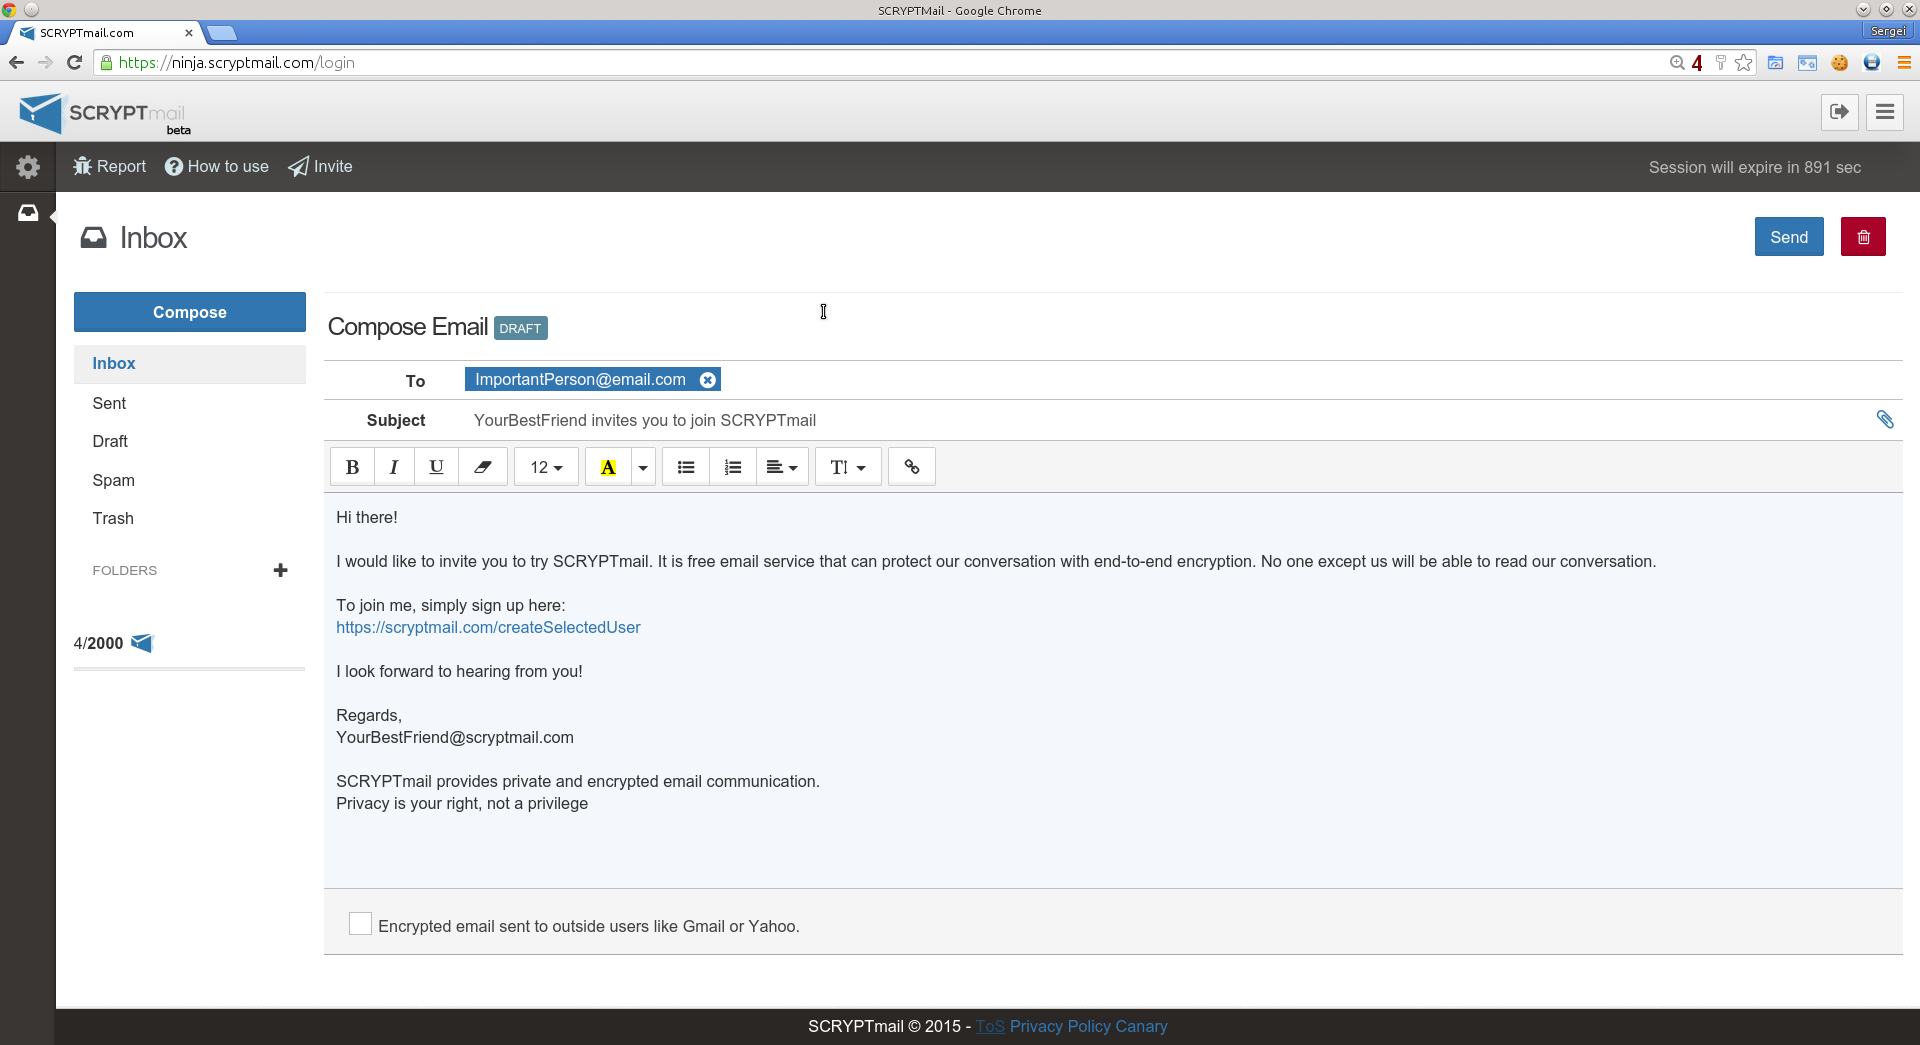 SCRYPTMail - Google Chrome
SCRYPTmail.com
Sergei
https://ninja.scryptmail.com/login
4
SCRYPTmail
beta
Report
How to use
Invite
Session will expire in 891 sec
Inbox
Send
Compose
Inbox
Sent
Draft
Spam
Trash
FOLDERS
4/2000
Compose Email DRAFT
To ImportantPerson@email.com
Subject YourBestFriend invites you to join SCRYPTmail
B I U 12 A T
Hi there!
I would like to invite you to try SCRYPTmail. It is free email service that can protect our conversation with end-to-end encryption. No one except us will be able to read our conversation.
To join me, simply sign up here:
https://scryptmail.com/createSelectedUser
I look forward to hearing from you!
Regards,
YourBestFriend@scryptmail.com
SCRYPTmail provides private and encrypted email communication.
Privacy is your right, not a privilege
Encrypted email sent to outside users like Gmail or Yahoo.
SCRYPTmail © 2015 - ToS Privacy Policy Canary